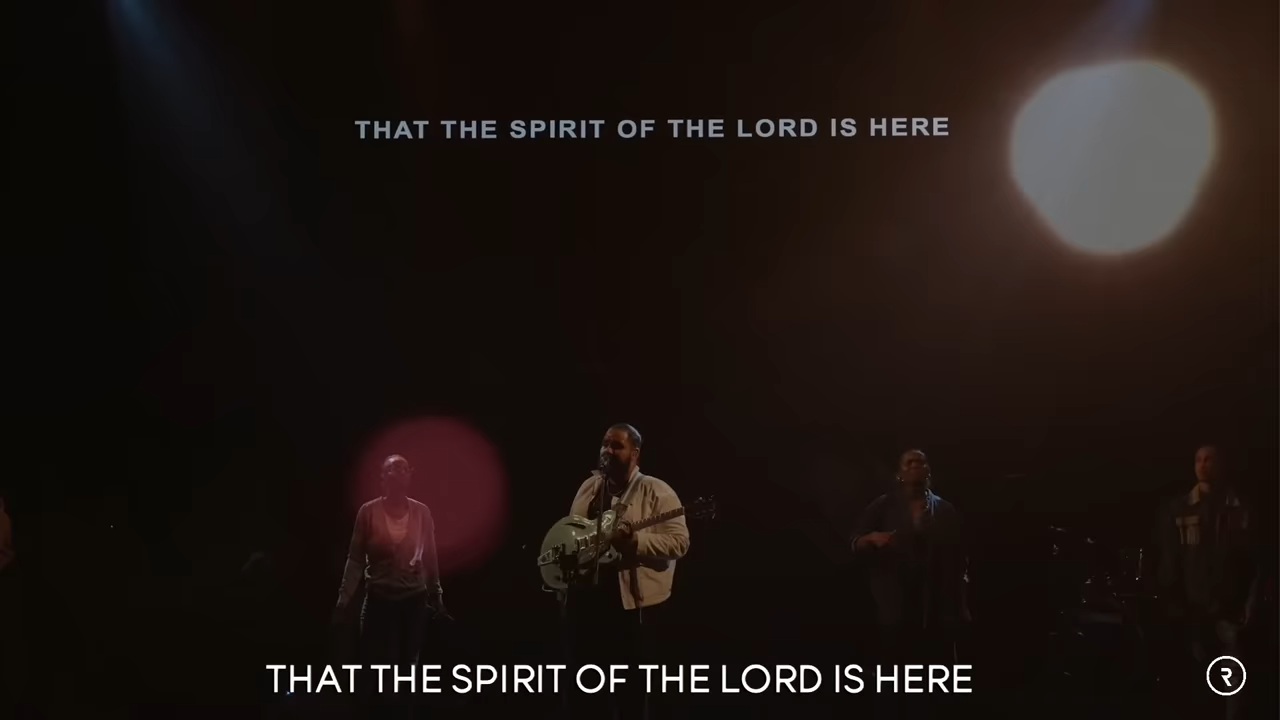 THAT THE SPIRIT OF THE LORD IS HERE
THAT THE SPIRIT OF THE LORD IS HERE
R